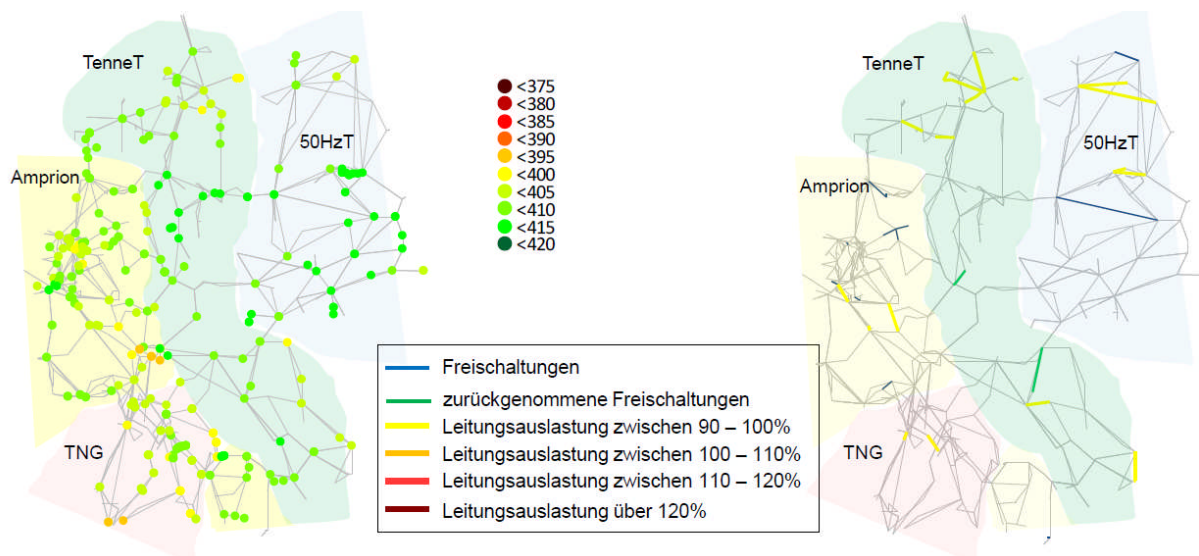 TenneT
50HzT
Amprion
TNG
<375
<380
<385
<390
<395
<400
<405
<410
<415
<420
TenneT
50HzT
Amprion
TNG
Freischaltungen
zurückgenommene Freischaltungen
Leitungsauslastung zwischen 90 – 100%
Leitungsauslastung zwischen 100 – 110%
Leitungsauslastung zwischen 110 – 120%
Leitungsauslastung über 120%